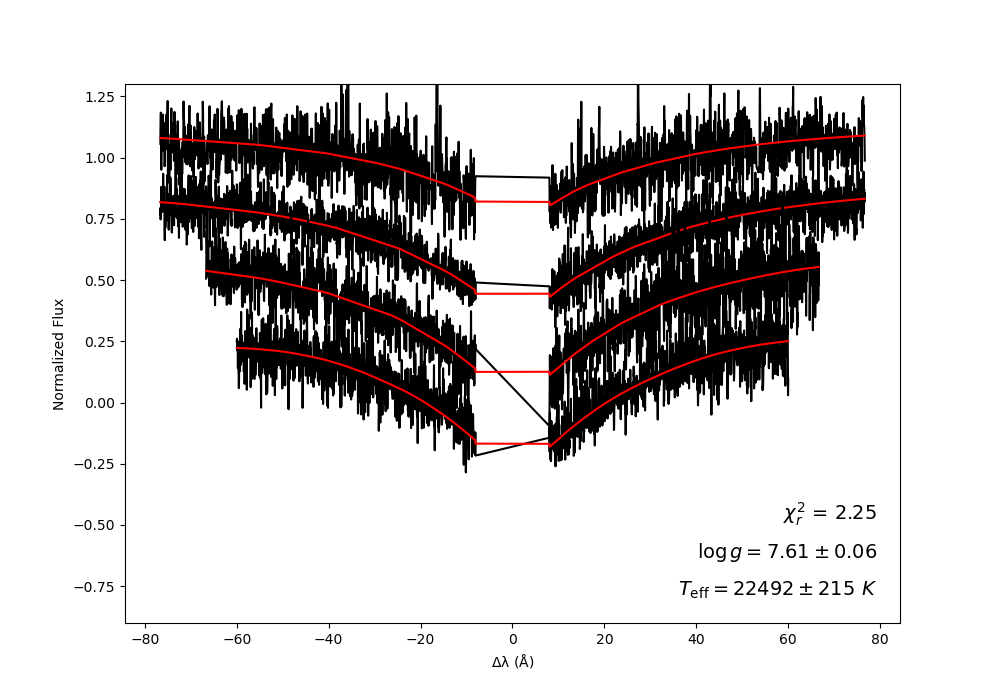 1.25
1.00
0.75
0.50
0.25
0.00
−0.25
−0.50
−0.75
Normalized Flux
χ²ᵣ = 2.25
log g = 7.61 ± 0.06
T_eff = 22492 ± 215 K
−80 −60 −40 −20 0 20 40 60 80
Δλ (Å)